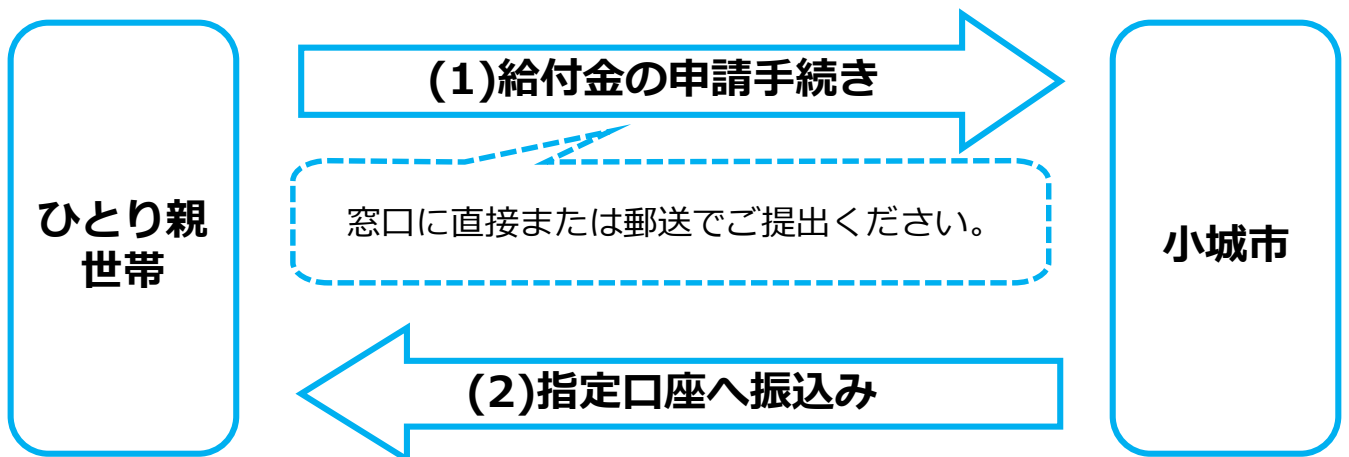 (1)給付金の申請手続き
ひとり親
世帯
窓口に直接または郵送でご提出ください。
小城市
(2)指定口座へ振込み